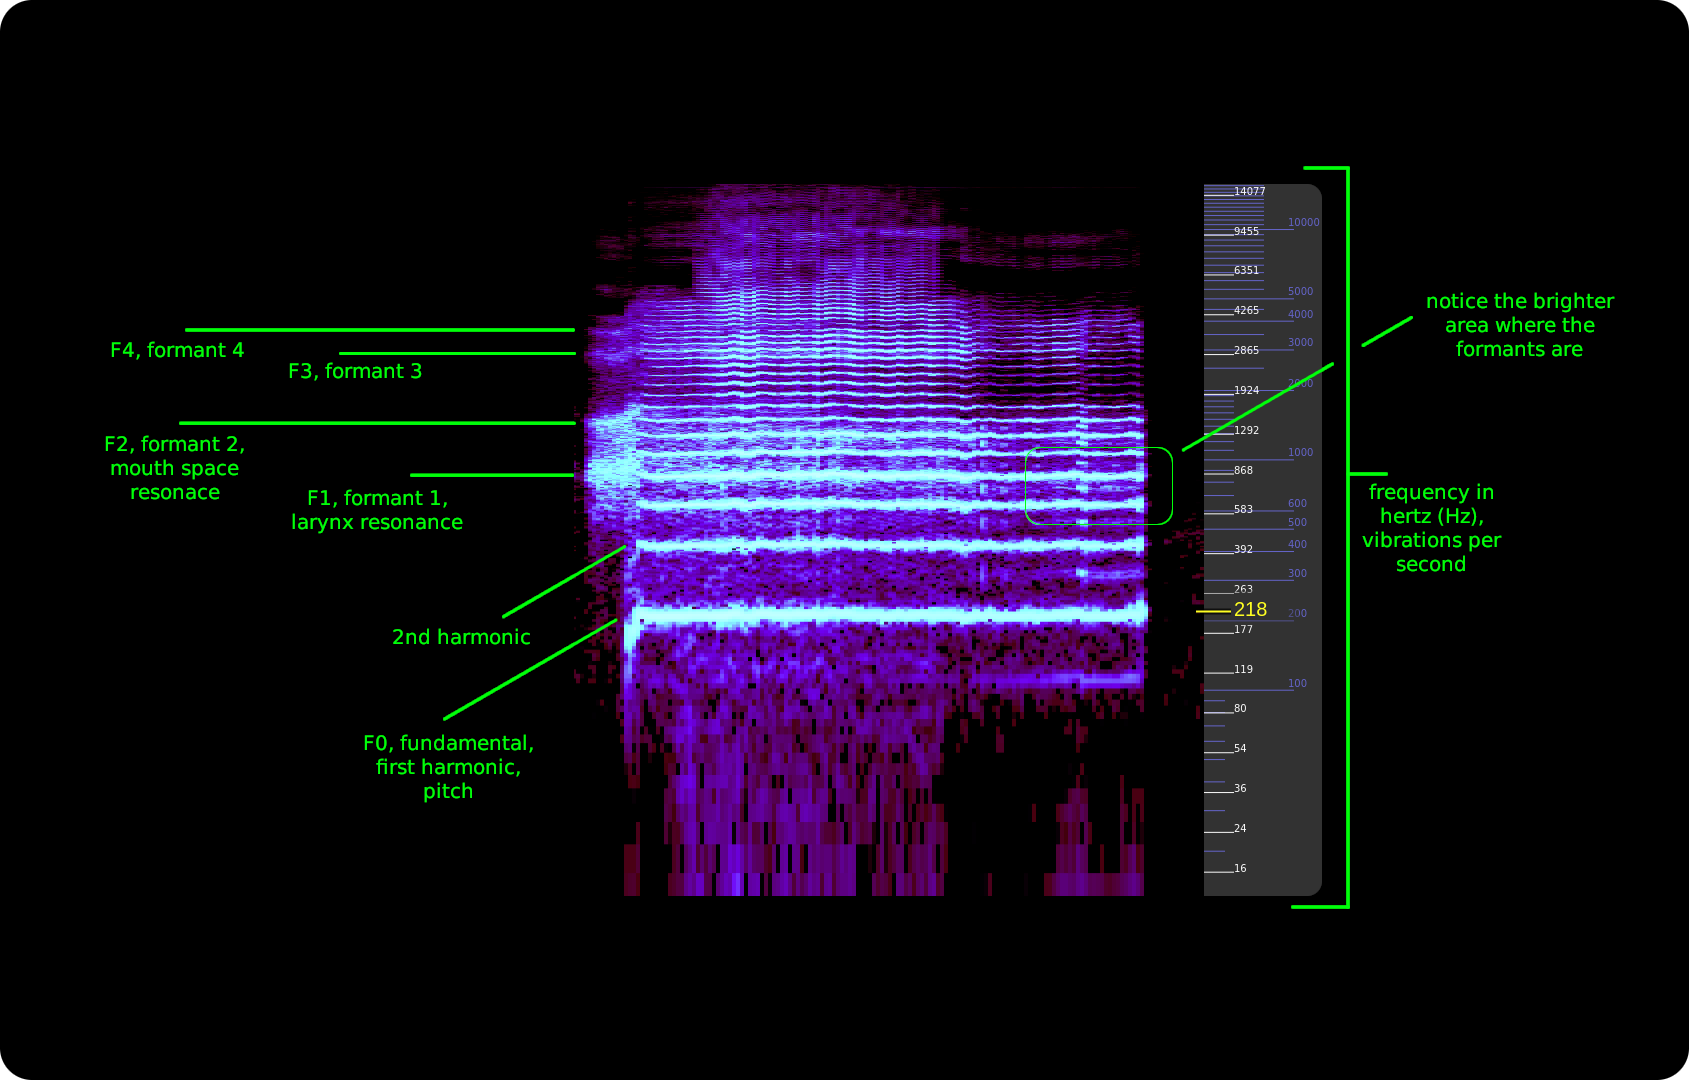 F4, formant 4
F3, formant 3
F2, formant 2,
mouth space
resonace
F1, formant 1,
larynx resonance
2nd harmonic
F0, fundamental,
first harmonic,
pitch
14077
10000
9455
6351
5000
4265
4000
3000
2865
2000
1924
1292
1000
868
600
583
500
400
392
300
263
218
200
177
119
100
80
54
36
24
16
notice the brighter
area where the
formants are
frequency in
hertz (Hz),
vibrations per
second